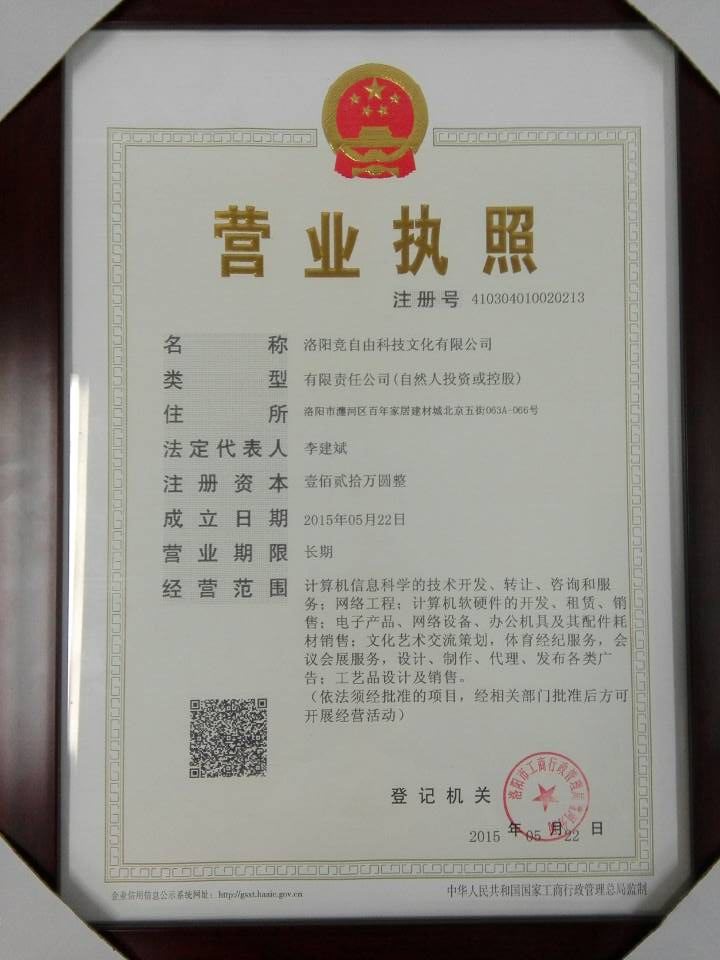 营业执照
注册号 410304010020213
名称 洛阳竞自由科技文化有限公司
类型 有限责任公司(自然人投资或控股)
住所 洛阳市瀍河区百年家居建材城北京五街063A-066号
法定代表人 李建斌
注册资本 壹佰贰拾万圆整
成立日期 2015年05月22日
营业期限 长期
经营范围 计算机信息科学的技术开发、转让、咨询和服
务；网络工程；计算机软硬件的开发、租赁、销
售；电子产品、网络设备、办公机具及其配件耗
材销售；文化艺术交流策划，体育经纪服务，会
议会展服务，设计、制作、代理、发布各类广
告；工艺品设计及销售。
（依法须经批准的项目，经相关部门批准后方可
开展经营活动）
登记机关
洛阳市工商行政管理局
2015 年 05 月 22 日
企业信用信息公示系统网址：http://gsxt.haaic.gov.cn
中华人民共和国国家工商行政管理总局监制